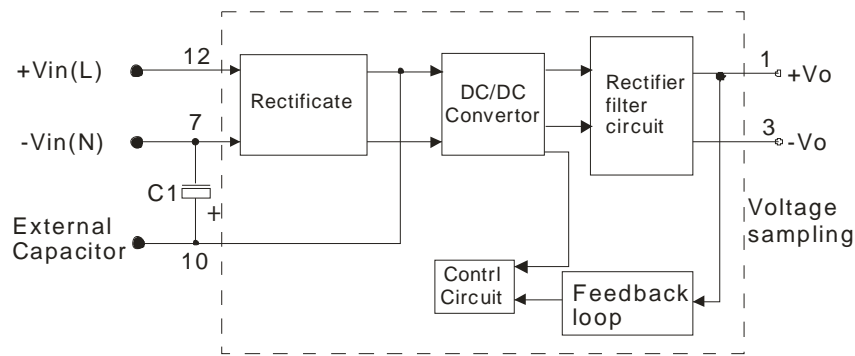 +Vin(L)
12
-Vin(N)
7
C1
+
External
Capacitor
10
Rectificate
DC/DC
Convertor
Rectifier
filter
circuit
1
+Vo
3
-Vo
Voltage
sampling
Contrl
Circuit
Feedback
loop